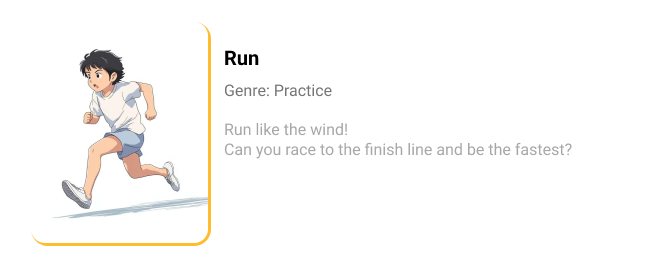 Run
Genre: Practice
Run like the wind!
Can you race to the finish line and be the fastest?